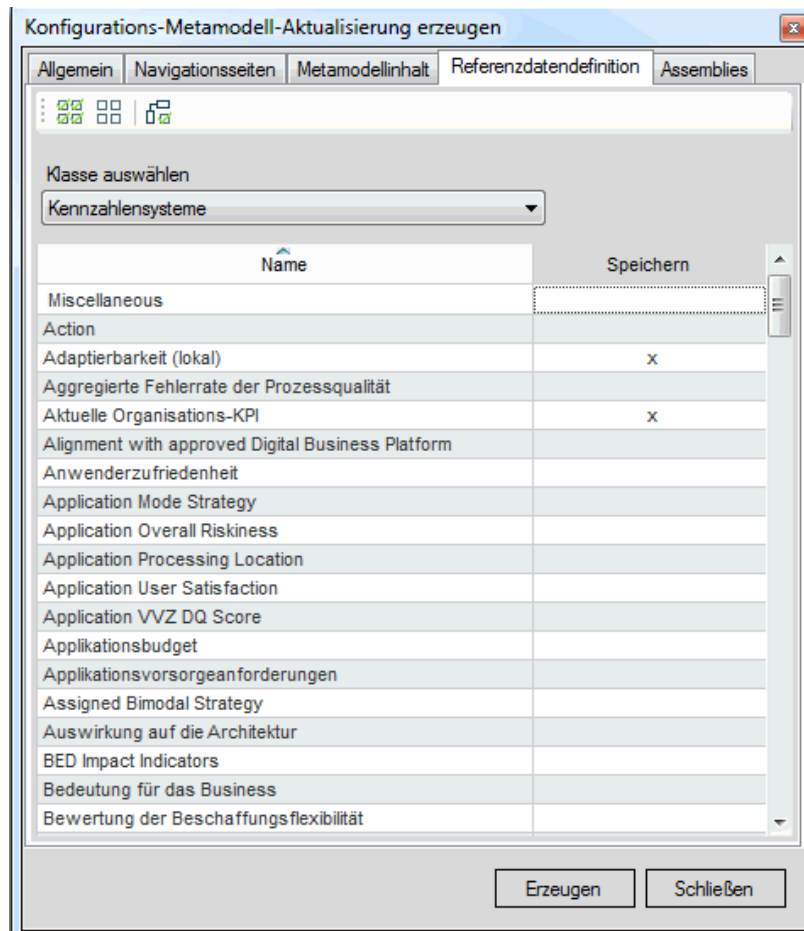 Konfigurations-Metamodell-Aktualisierung erzeugen
Allgemein Navigationsseiten Metamodellinhalt Referenzdatendefinition Assemblies
Klasse auswählen
Kennzahlensysteme
Name Speichern
Miscellaneous
Action
Adaptierbarkeit (lokal) x
Aggregierte Fehlerrate der Prozessqualität
Aktuelle Organisations-KPI x
Alignment with approved Digital Business Platform
Anwenderzufriedenheit
Application Mode Strategy
Application Overall Riskiness
Application Processing Location
Application User Satisfaction
Application VVZ DQ Score
Applikationsbudget
Applikationsvorsorgeanforderungen
Assigned Bimodal Strategy
Auswirkung auf die Architektur
BED Impact Indicators
Bedeutung für das Business
Bewertung der Beschaffungsflexibilität
Erzeugen Schließen